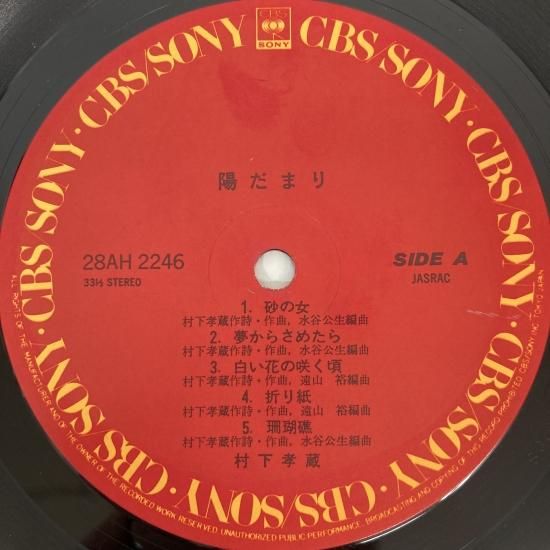 CBS
SONY
CBS/SONY · CBS/SONY · CBS/SONY · CBS/SONY · CBS/SONY · CBS/SONY · CBS/SONY · CBS/SONY
陽だまり
28AH 2246
33⅓ STEREO
SIDE A
JASRAC
1. 砂の女
村下孝蔵作詩・作曲, 水谷公生編曲
2. 夢からさめたら
村下孝蔵作詩・作曲, 水谷公生編曲
3. 白い花の咲く頃
村下孝蔵作詩・作曲, 遠山 裕編曲
4. 折り紙
村下孝蔵作詩・作曲, 遠山 裕編曲
5. 珊瑚礁
村下孝蔵作詩・作曲, 水谷公生編曲
村下孝蔵
ALL RIGHTS OF THE MANUFACTURER AND OF THE OWNER OF THE RECORDED WORK RESERVED. UNAUTHORIZED PUBLIC PERFORMANCE, BROADCASTING AND COPYING OF THIS RECORD PROHIBITED. CBS/SONY INC. TOKYO JAPAN